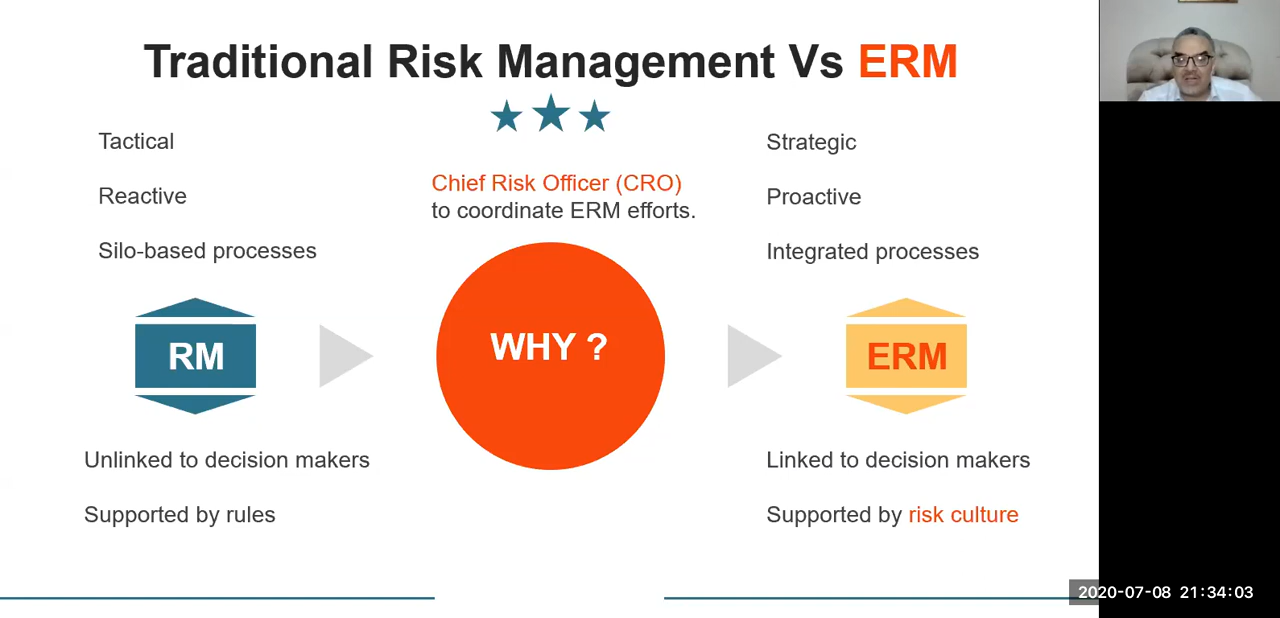 Traditional Risk Management Vs ERM
Tactical
Reactive
Silo-based processes
RM
Unlinked to decision makers
Supported by rules
Chief Risk Officer (CRO)
to coordinate ERM efforts.
WHY ?
Strategic
Proactive
Integrated processes
ERM
Linked to decision makers
Supported by risk culture
2020-07-08 21:34:03